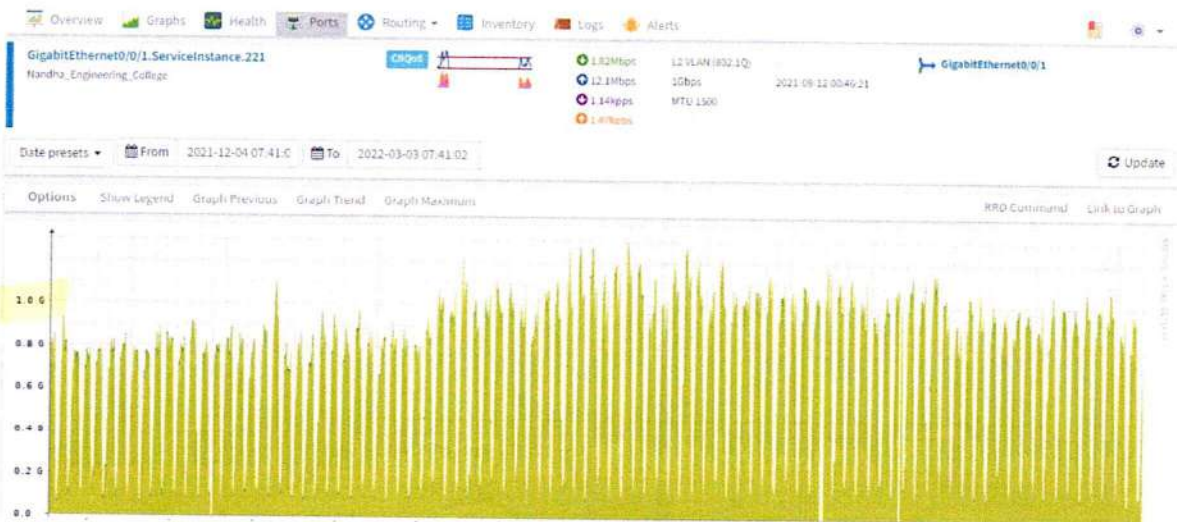 Overview Graphs Health Ports Routing Inventory Logs Alerts
GigabitEthernet0/0/1.ServiceInstance.221
Nandha_Engineering_College
CBQoS
1.82Mbps L2 VLAN (802.1Q)
GigabitEthernet0/0/1
12.1Mbps 1Gbps 2021-09-12 00:46:21
1.14kpps MTU 1500
Date presets From 2021-12-04 07:41:0 To 2022-03-03 07:41:02
Update
Options Show Legend Graph Previous Graph Trend Graph Maximum RRD Command Link to Graph
1.0 G
0.8 G
0.6 G
0.4 G
0.2 G
0.0